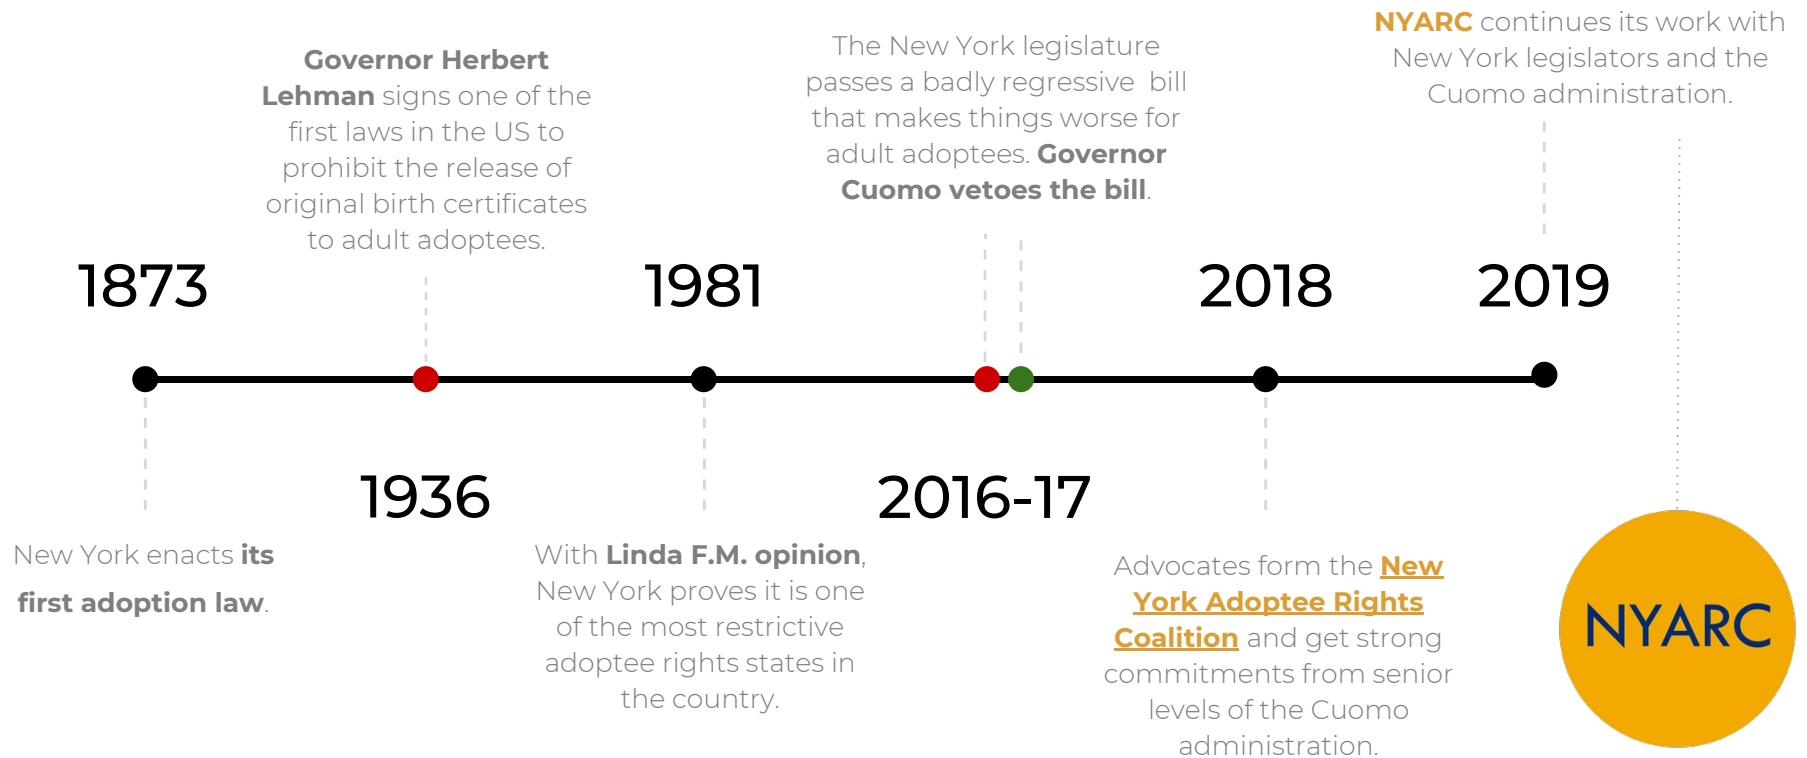 1873
New York enacts its
first adoption law.
Governor Herbert
Lehman signs one of the
first laws in the US to
prohibit the release of
original birth certificates
to adult adoptees.
1936
1981
With Linda F.M. opinion,
New York proves it is one
of the most restrictive
adoptee rights states in
the country.
The New York legislature
passes a badly regressive  bill
that makes things worse for
adult adoptees. Governor
Cuomo vetoes the bill.
2016-17
2018
Advocates form the New
York Adoptee Rights
Coalition and get strong
commitments from senior
levels of the Cuomo
administration.
NYARC continues its work with
New York legislators and the
Cuomo administration.
2019
NYARC